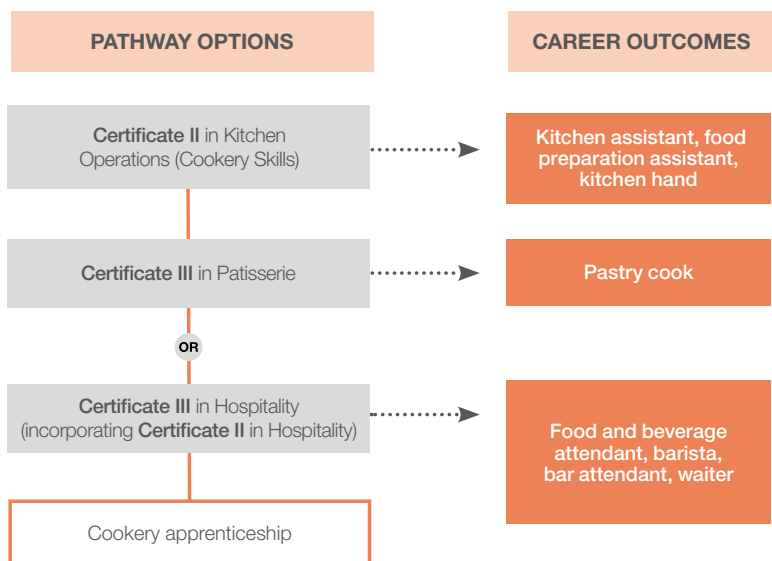 PATHWAY OPTIONS
CAREER OUTCOMES
Certificate II in Kitchen
Operations (Cookery Skills)
Kitchen assistant, food
preparation assistant,
kitchen hand
Certificate III in Patisserie
Pastry cook
OR
Certificate III in Hospitality
(incorporating Certificate II in Hospitality)
Food and beverage
attendant, barista,
bar attendant, waiter
Cookery apprenticeship